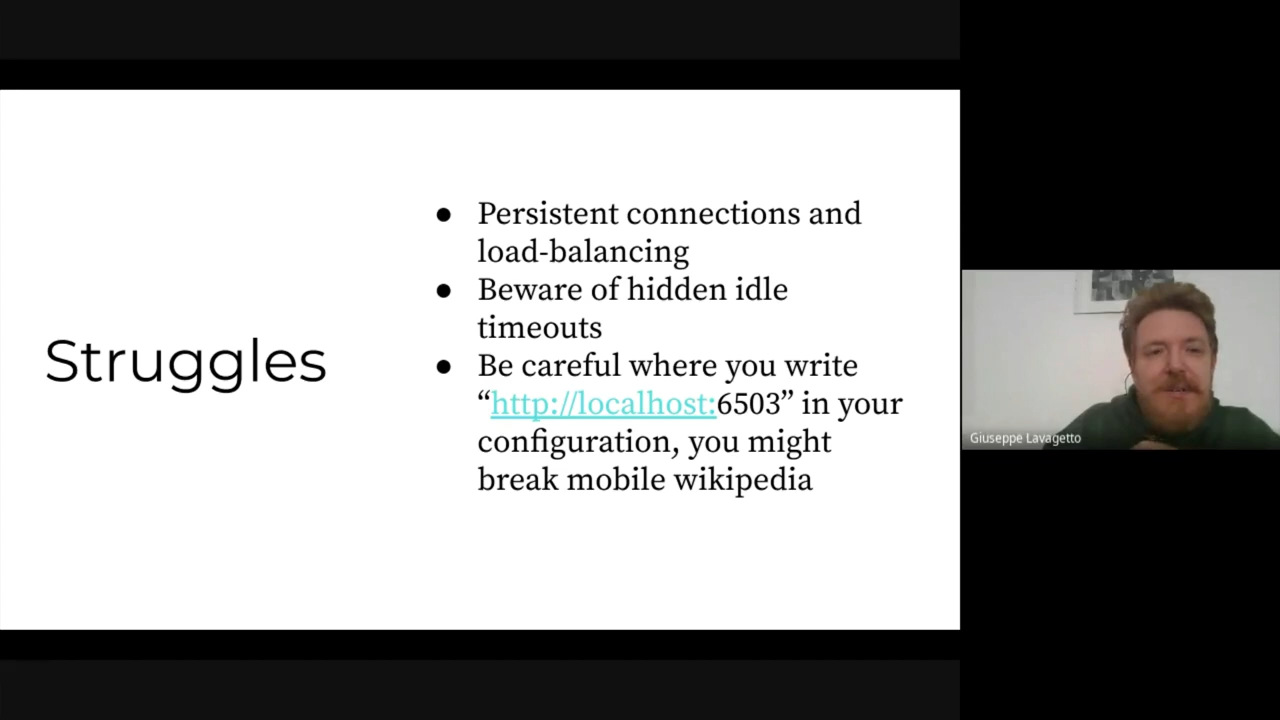 Struggles
● Persistent connections and
load-balancing
● Beware of hidden idle
timeouts
● Be careful where you write
“http://localhost:6503” in your
configuration, you might
break mobile wikipedia
Giuseppe Lavagetto